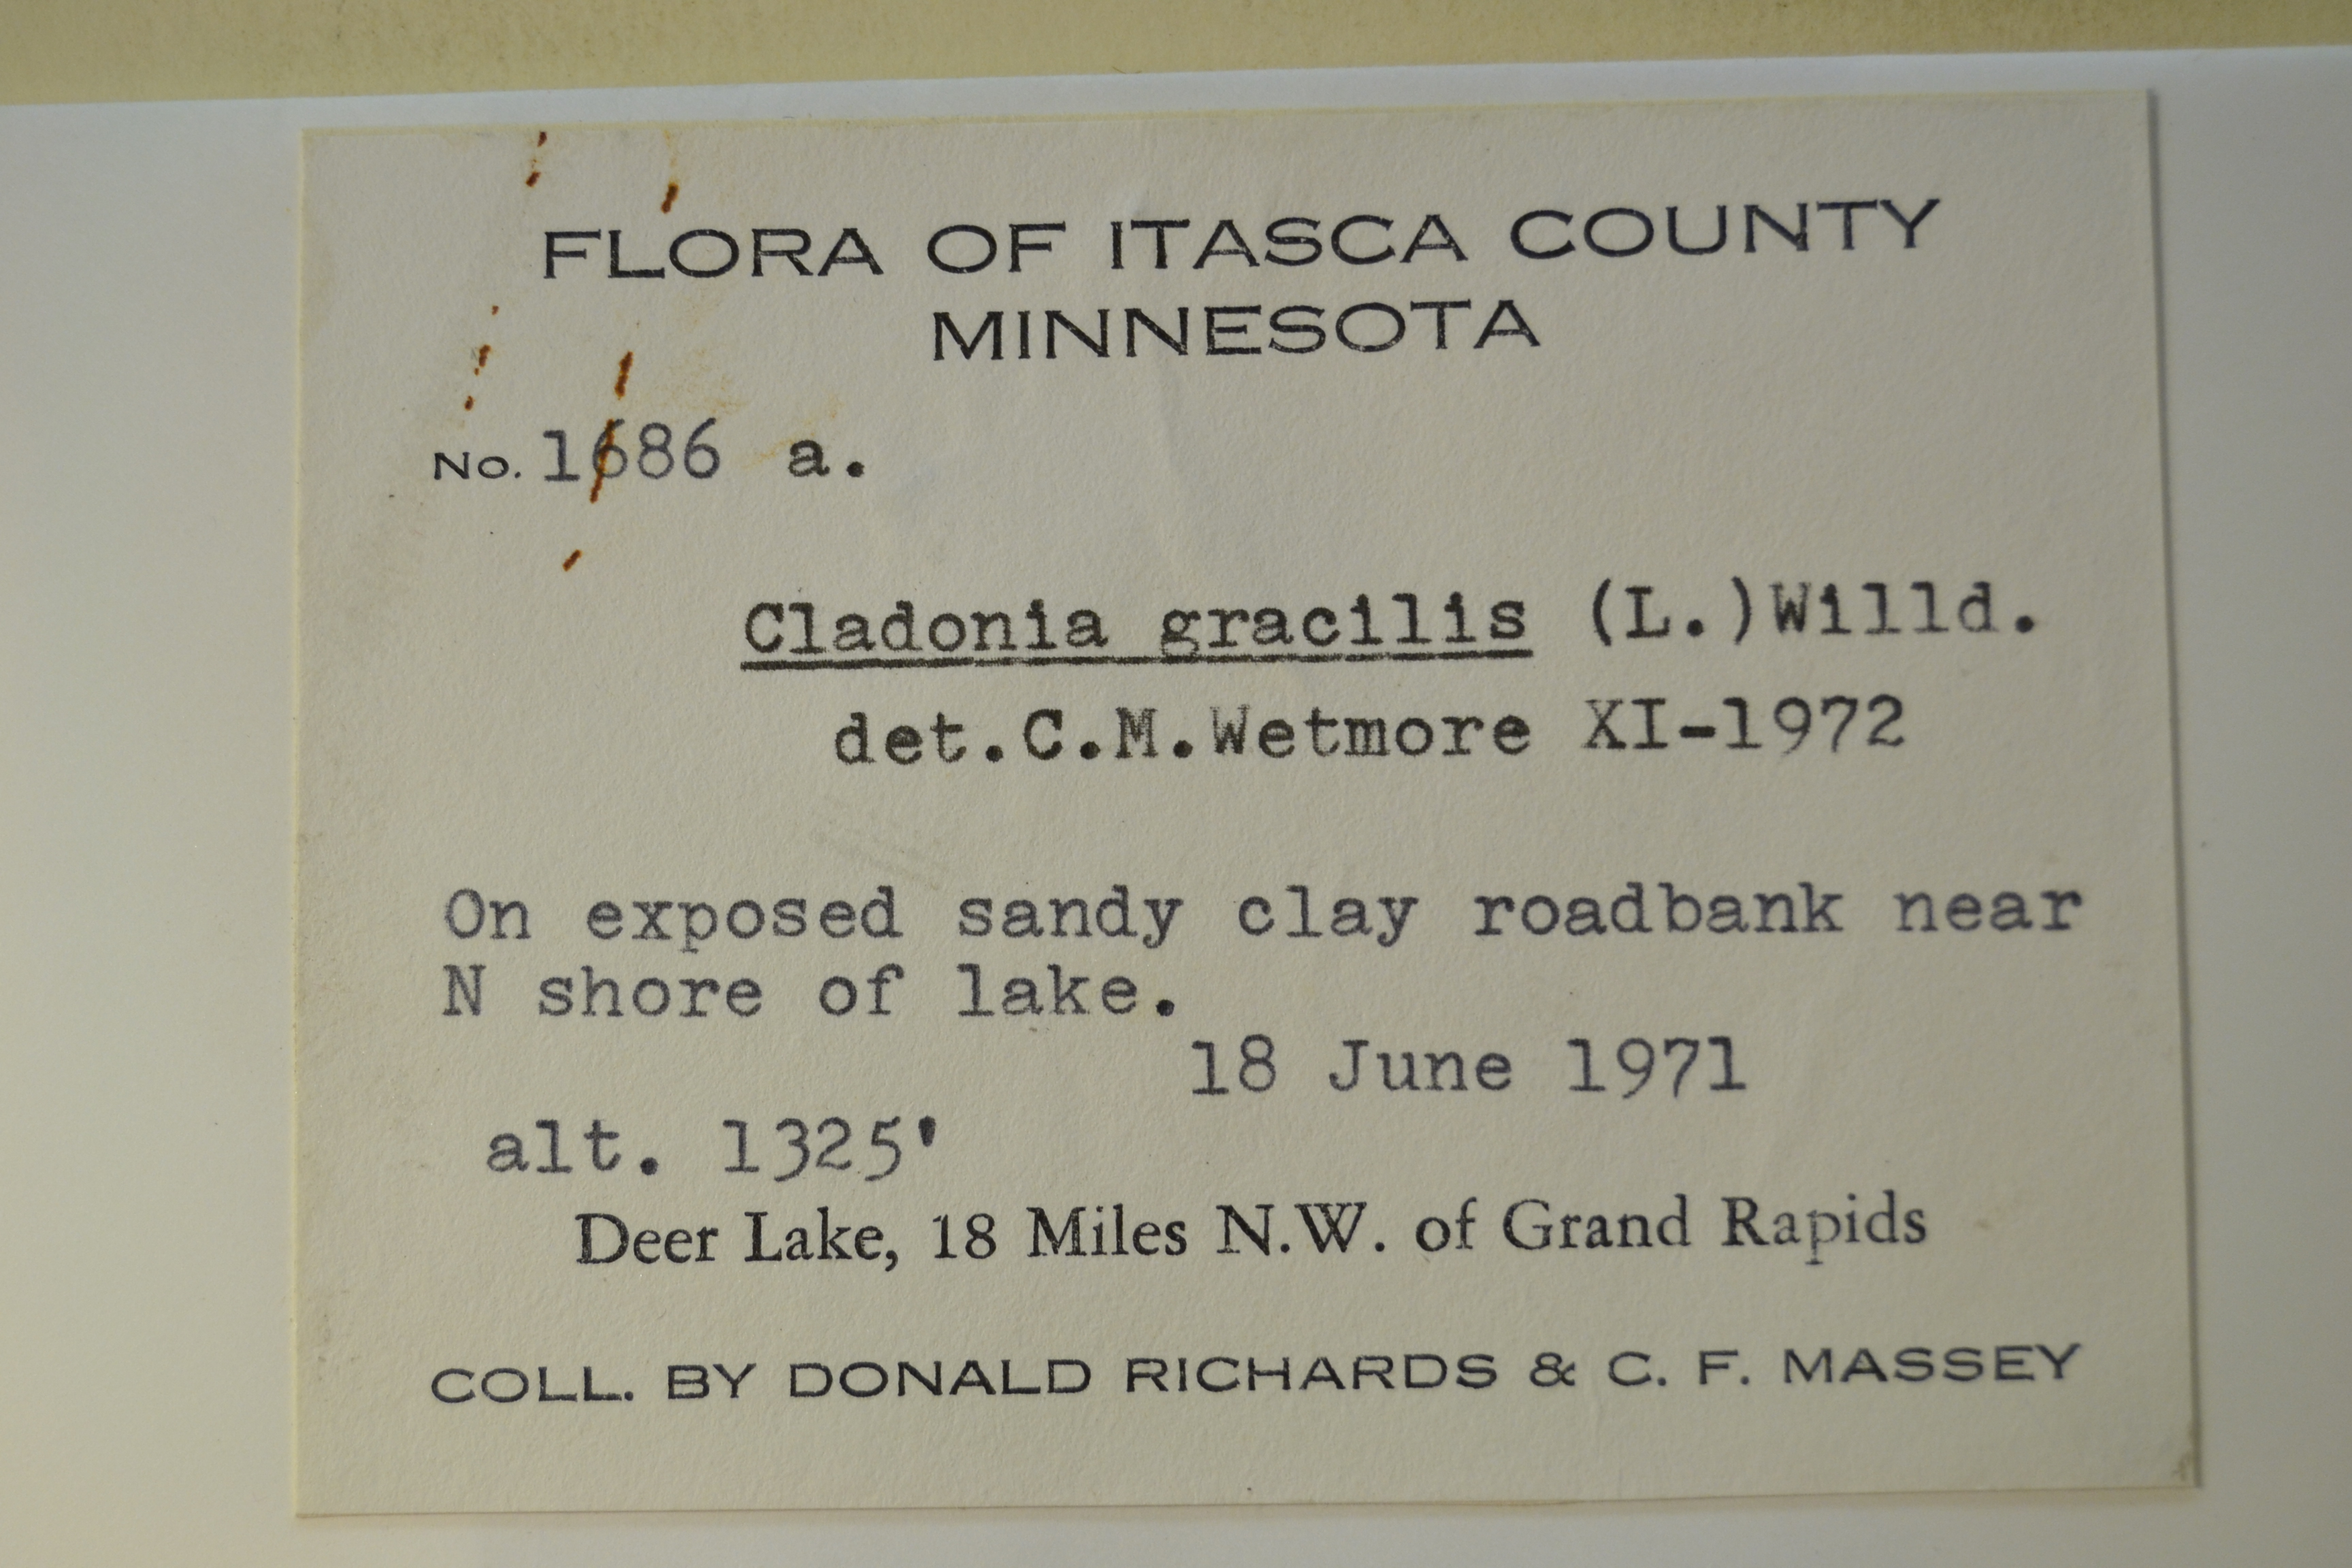 FLORA OF ITASCA COUNTY
MINNESOTA
No. 1686 a.
Cladonia gracilis (L.)Willd.
det.C.M.Wetmore XI-1972
On exposed sandy clay roadbank near
N shore of lake.
18 June 1971
alt. 1325'
Deer Lake, 18 Miles N.W. of Grand Rapids
COLL. BY DONALD RICHARDS & C. F. MASSEY